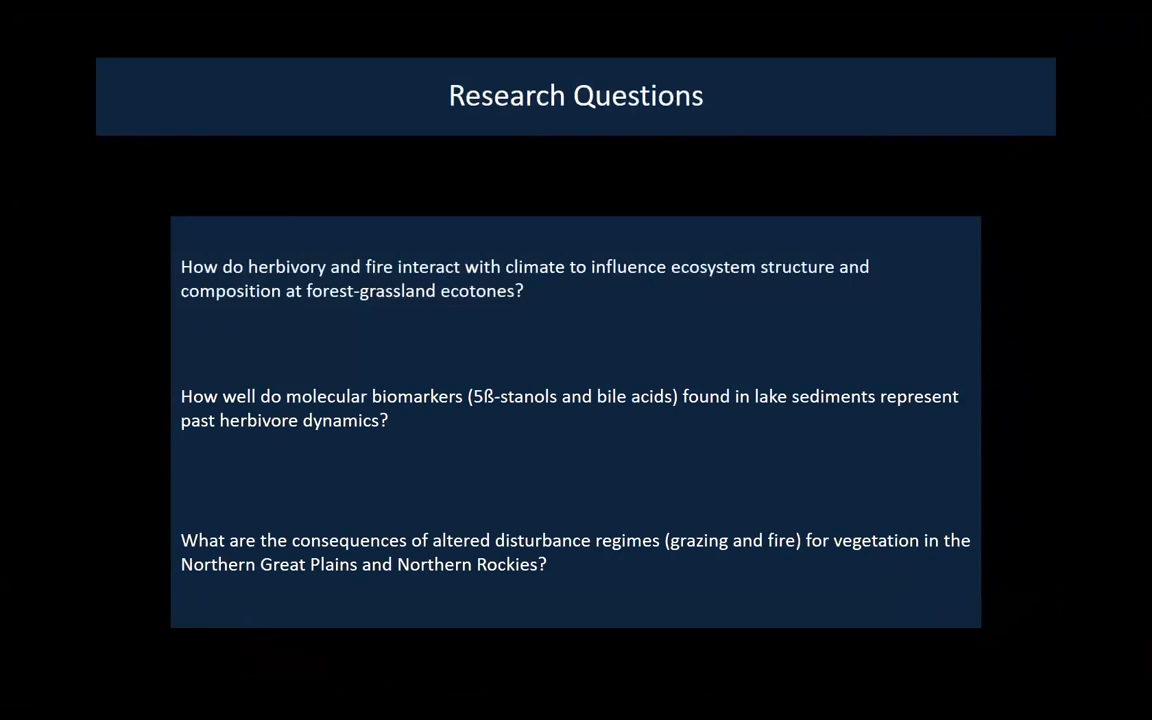 Research Questions
How do herbivory and fire interact with climate to influence ecosystem structure and
composition at forest-grassland ecotones?
How well do molecular biomarkers (5ß-stanols and bile acids) found in lake sediments represent
past herbivore dynamics?
What are the consequences of altered disturbance regimes (grazing and fire) for vegetation in the
Northern Great Plains and Northern Rockies?